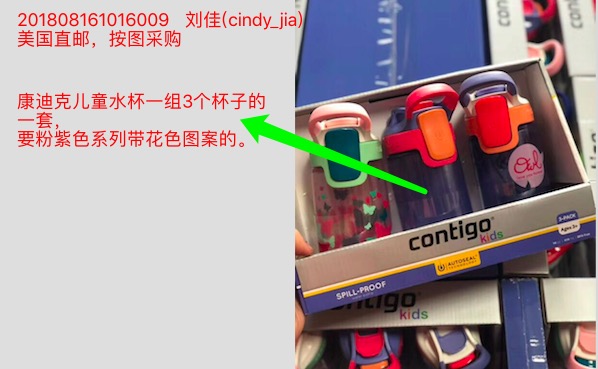 201808161016009 刘佳(cindy_jia)
美国直邮，按图采购
康迪克儿童水杯一组3个杯子的
一套，
要粉紫色系列带花色图案的。
Owl
contigo
kids
3-PACK
Ages 3+
AUTOSEAL
TECHNOLOGY
SPILL-PROOF
contigo
kids